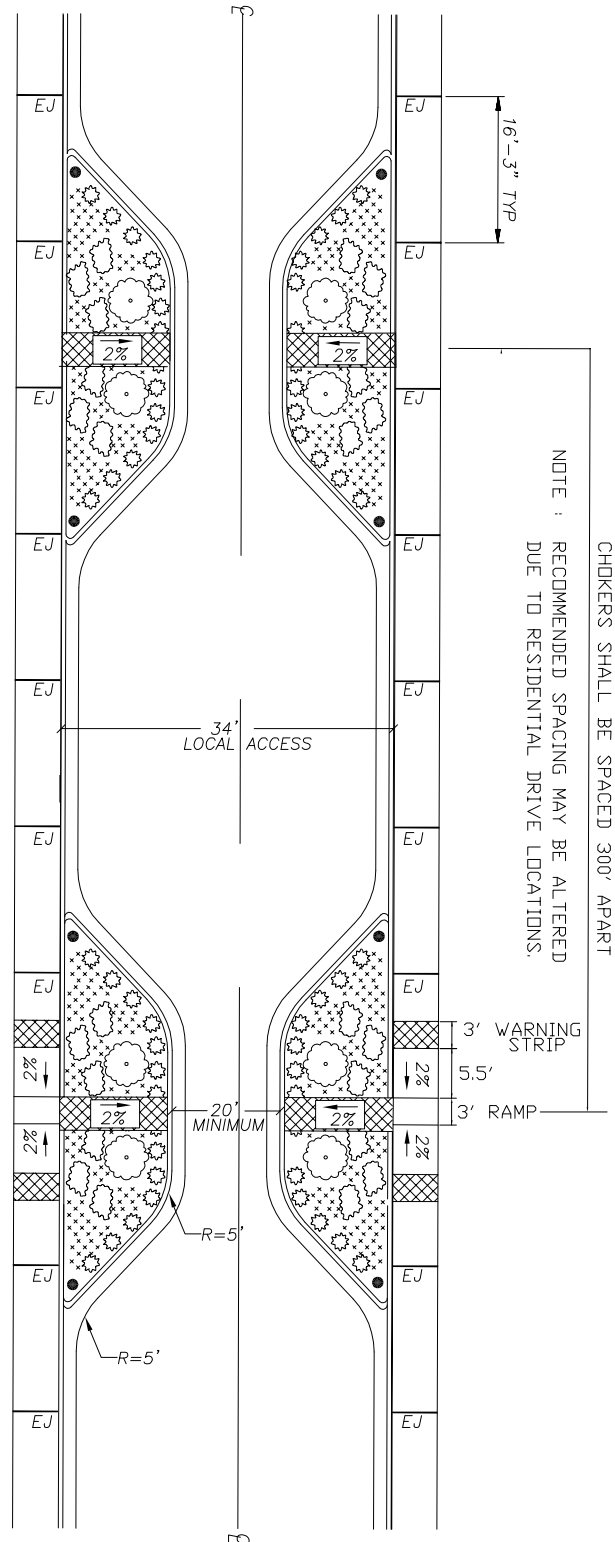 ℄
EJ
EJ
16'-3" TYP
EJ
EJ
2%
2%
EJ
EJ
CHOKERS SHALL BE SPACED 300' APART
NOTE : RECOMMENDED SPACING MAY BE ALTERED
DUE TO RESIDENTIAL DRIVE LOCATIONS.
EJ
EJ
EJ
EJ
34'
LOCAL ACCESS
EJ
EJ
EJ
EJ
3' WARNING
STRIP
2%
2%
5.5'
2%
20'
MINIMUM
2%
3' RAMP
2%
2%
R=5'
EJ
EJ
R=5'
EJ
EJ
℄